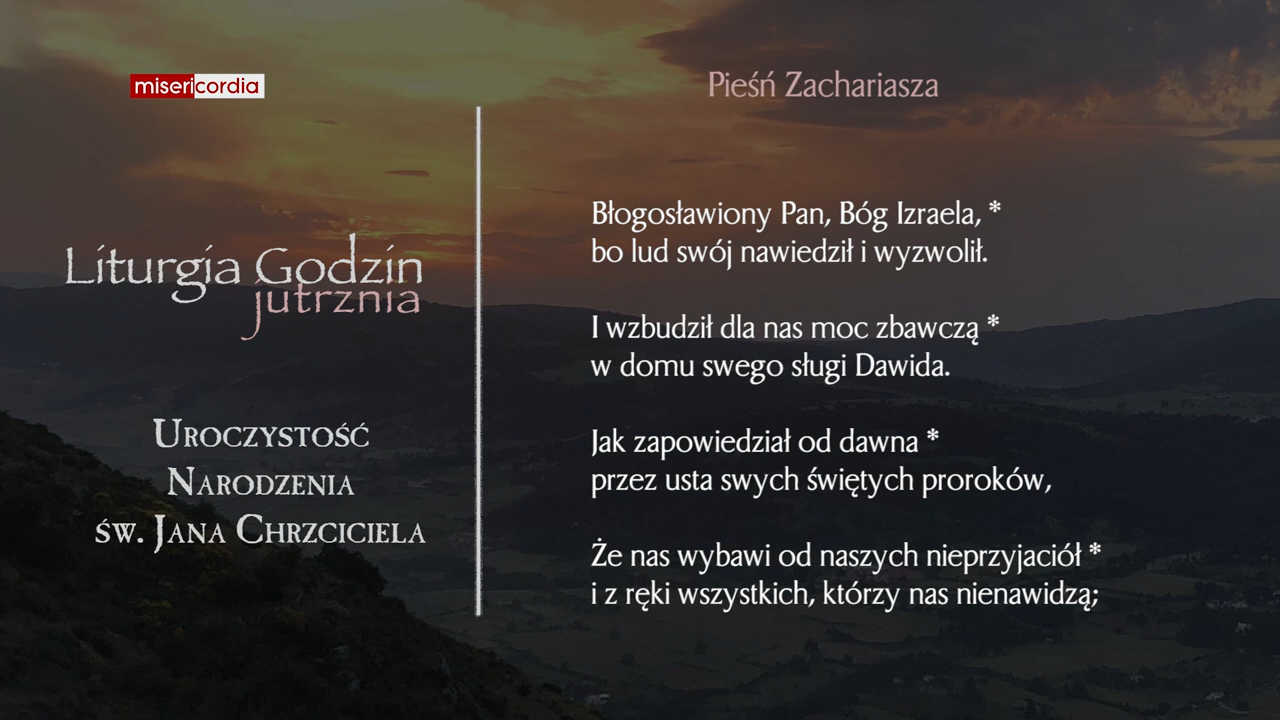 misericordia
Liturgia Godzin
jutrznia
Uroczystość
Narodzenia
św. Jana Chrzciciela
Pieśń Zachariasza
Błogosławiony Pan, Bóg Izraela, *
bo lud swój nawiedził i wyzwolił.
I wzbudził dla nas moc zbawczą *
w domu swego sługi Dawida.
Jak zapowiedział od dawna *
przez usta swych świętych proroków,
Że nas wybawi od naszych nieprzyjaciół *
i z ręki wszystkich, którzy nas nienawidzą;